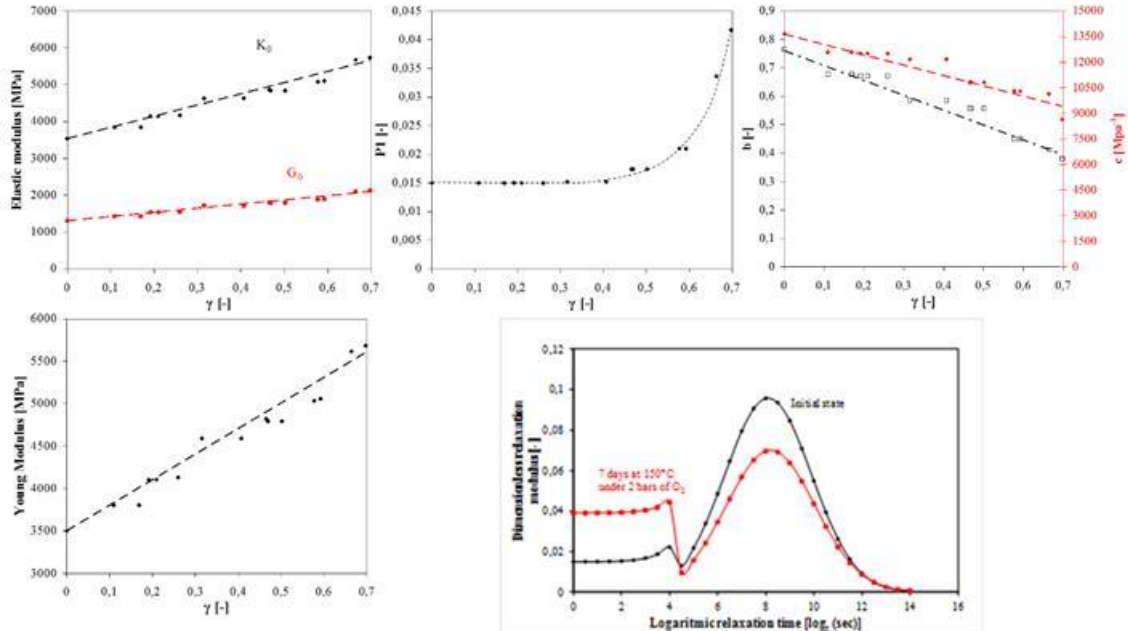 7000
6000
5000
4000
3000
2000
1000
0
Elastic modulus [MPa]
K₀
G₀
0 0,1 0,2 0,3 0,4 0,5 0,6 0,7
γ [-]
0,045
0,04
0,035
0,03
0,025
0,02
0,015
0,01
0,005
0
P1 [-]
0 0,1 0,2 0,3 0,4 0,5 0,6 0,7
γ [-]
0,9
0,8
0,7
0,6
0,5
0,4
0,3
0,2
0,1
0
b [-]
15000
13500
12000
10500
9000
7500
6000
4500
3000
1500
0
c [Mpa⁻¹]
0 0,1 0,2 0,3 0,4 0,5 0,6 0,7
γ [-]
6000
5500
5000
4500
4000
3500
3000
Young Modulus [MPa]
0 0,1 0,2 0,3 0,4 0,5 0,6 0,7
γ [-]
0,12
0,1
0,08
0,06
0,04
0,02
0
Dimensionless relaxation
modulus [-]
Initial state
7 days at 150°C
under 2 bars of O₂
0 2 4 6 8 10 12 14 16
Logaritmic relaxation time [log, (sec)]